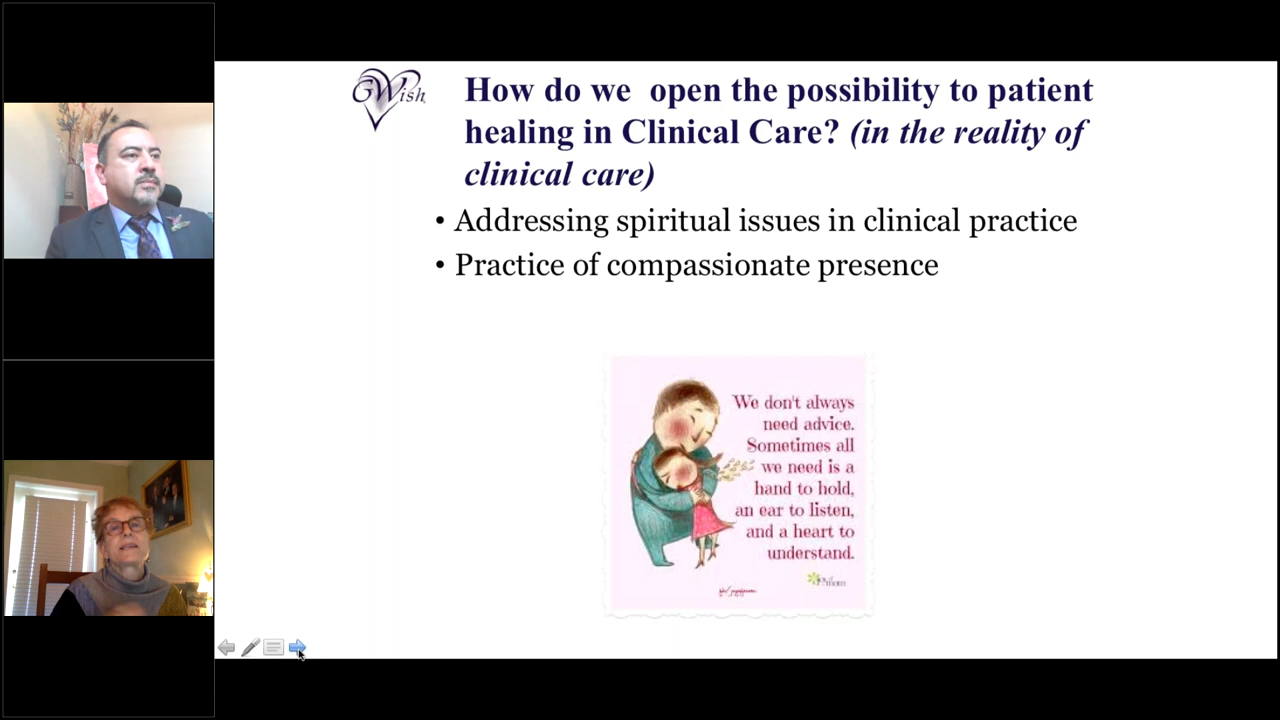 GWish
How do we  open the possibility to patient
healing in Clinical Care? (in the reality of
clinical care)
• Addressing spiritual issues in clinical practice
• Practice of compassionate presence
We don't always
need advice.
Sometimes all
we need is a
hand to hold,
an ear to listen,
and a heart to
understand.